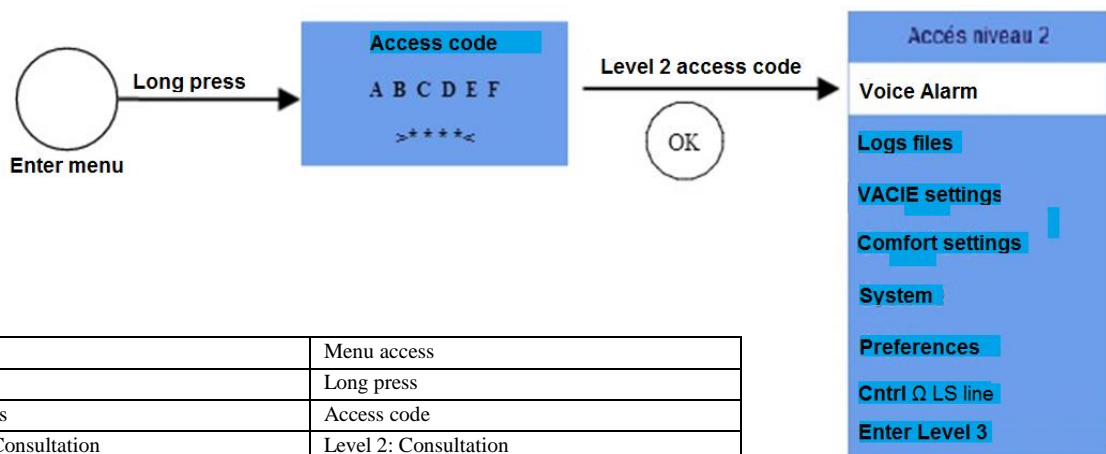 Enter menu
Long press
Access code
A B C D E F
>****<
Level 2 access code
OK
Accés niveau 2
Voice Alarm
Logs files
VACIE settings
Comfort settings
System
Preferences
Cntrl Ω LS line
Enter Level 3
Menu access
Long press
s Access code
Consultation Level 2: Consultation